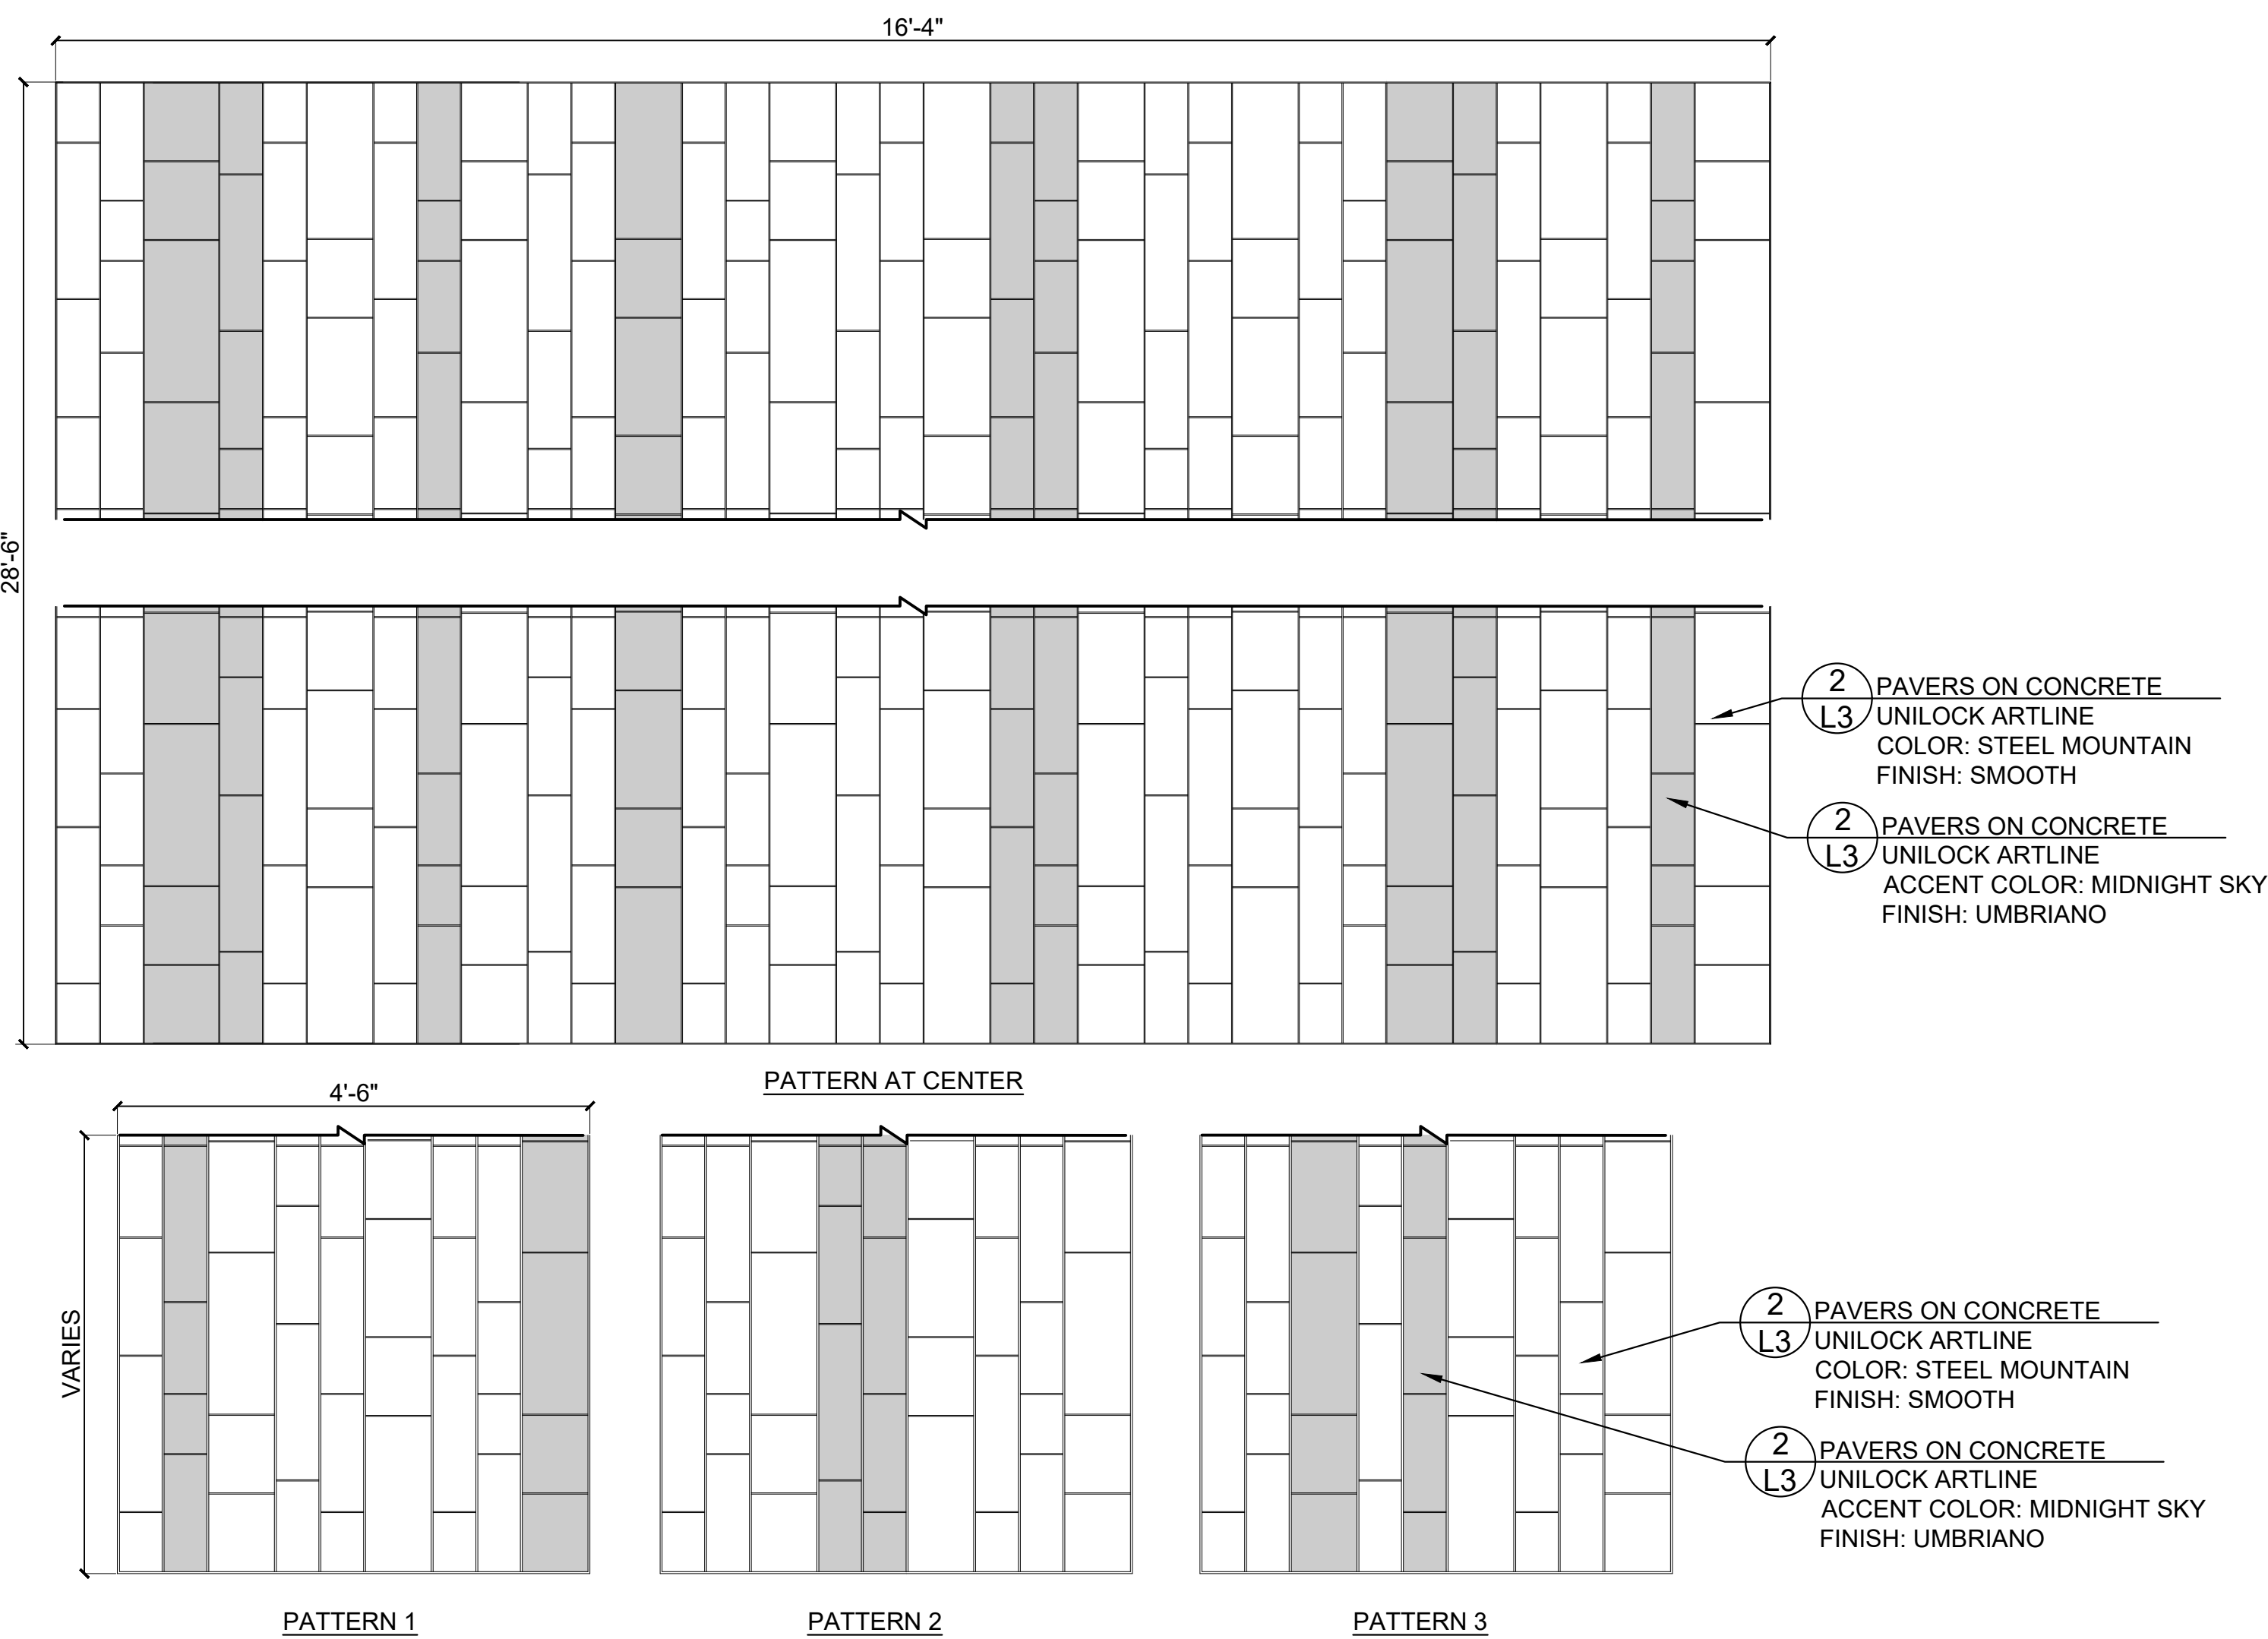 16'-4"
28'-6"
2
L3
PAVERS ON CONCRETE
UNILOCK ARTLINE
COLOR: STEEL MOUNTAIN
FINISH: SMOOTH
2
L3
PAVERS ON CONCRETE
UNILOCK ARTLINE
ACCENT COLOR: MIDNIGHT SKY
FINISH: UMBRIANO
PATTERN AT CENTER
4'-6"
VARIES
2
L3
PAVERS ON CONCRETE
UNILOCK ARTLINE
COLOR: STEEL MOUNTAIN
FINISH: SMOOTH
2
L3
PAVERS ON CONCRETE
UNILOCK ARTLINE
ACCENT COLOR: MIDNIGHT SKY
FINISH: UMBRIANO
PATTERN 1
PATTERN 2
PATTERN 3